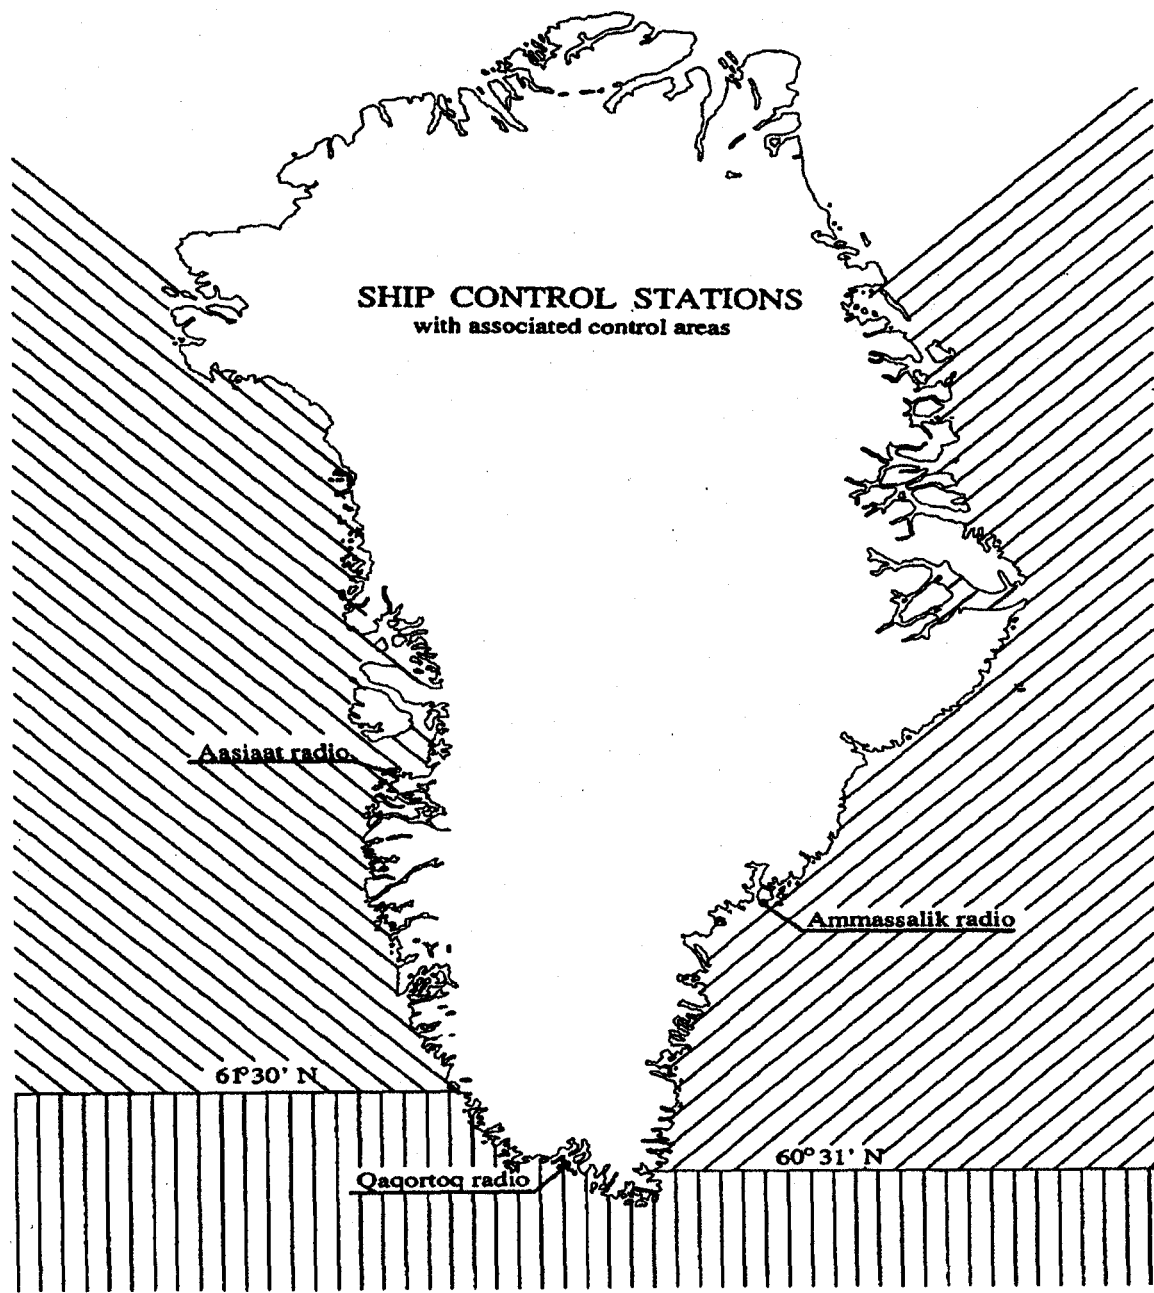 SHIP CONTROL STATIONS
with associated control areas
Aasiaat radio
Ammassalik radio
61°30' N
60°31' N
Qaqortoq radio